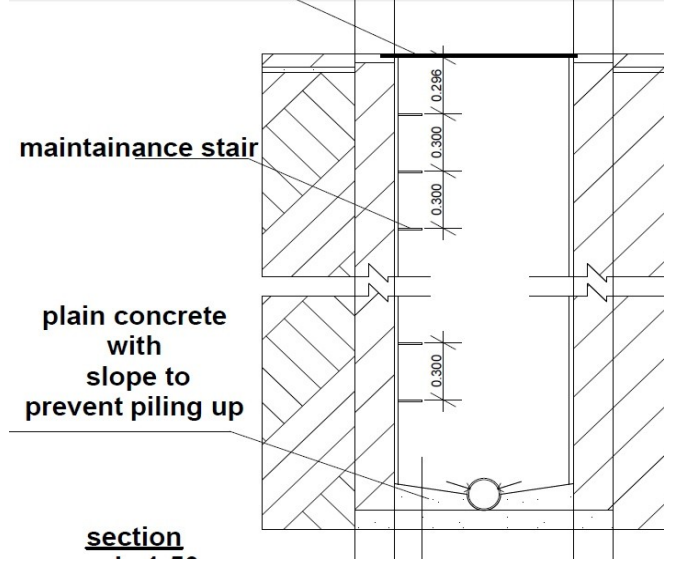 0.296
maintainance stair
0.300
0.300
plain concrete
with
slope to
prevent piling up
0.300
section